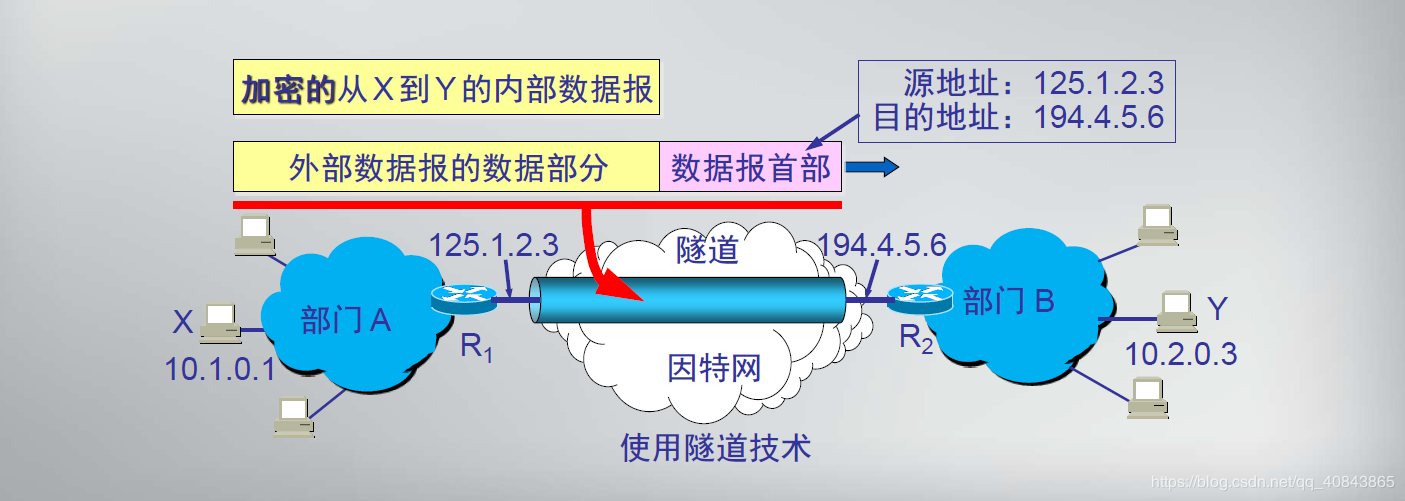 加密的从X到Y的内部数据报
源地址：125.1.2.3
目的地址：194.4.5.6
外部数据报的数据部分
数据报首部
125.1.2.3
隧道
194.4.5.6
部门 A
部门 B
X
Y
R1
R2
10.1.0.1
10.2.0.3
因特网
使用隧道技术
https://blog.csdn.net/qq_40843865